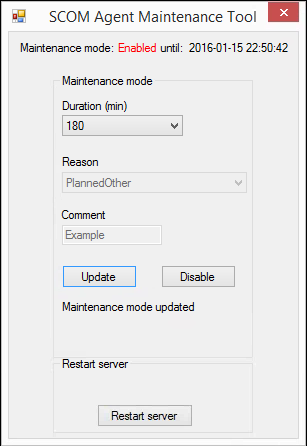 SCOM Agent Maintenance Tool
Maintenance mode: Enabled until: 2016-01-15 22:50:42
Maintenance mode
Duration (min)
180
Reason
PlannedOther
Comment
Example
Update Disable
Maintenance mode updated
Restart server
Restart server